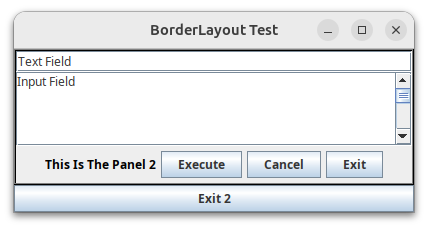 BorderLayout Test
Text Field
Input Field
This Is The Panel 2 Execute Cancel Exit
Exit 2